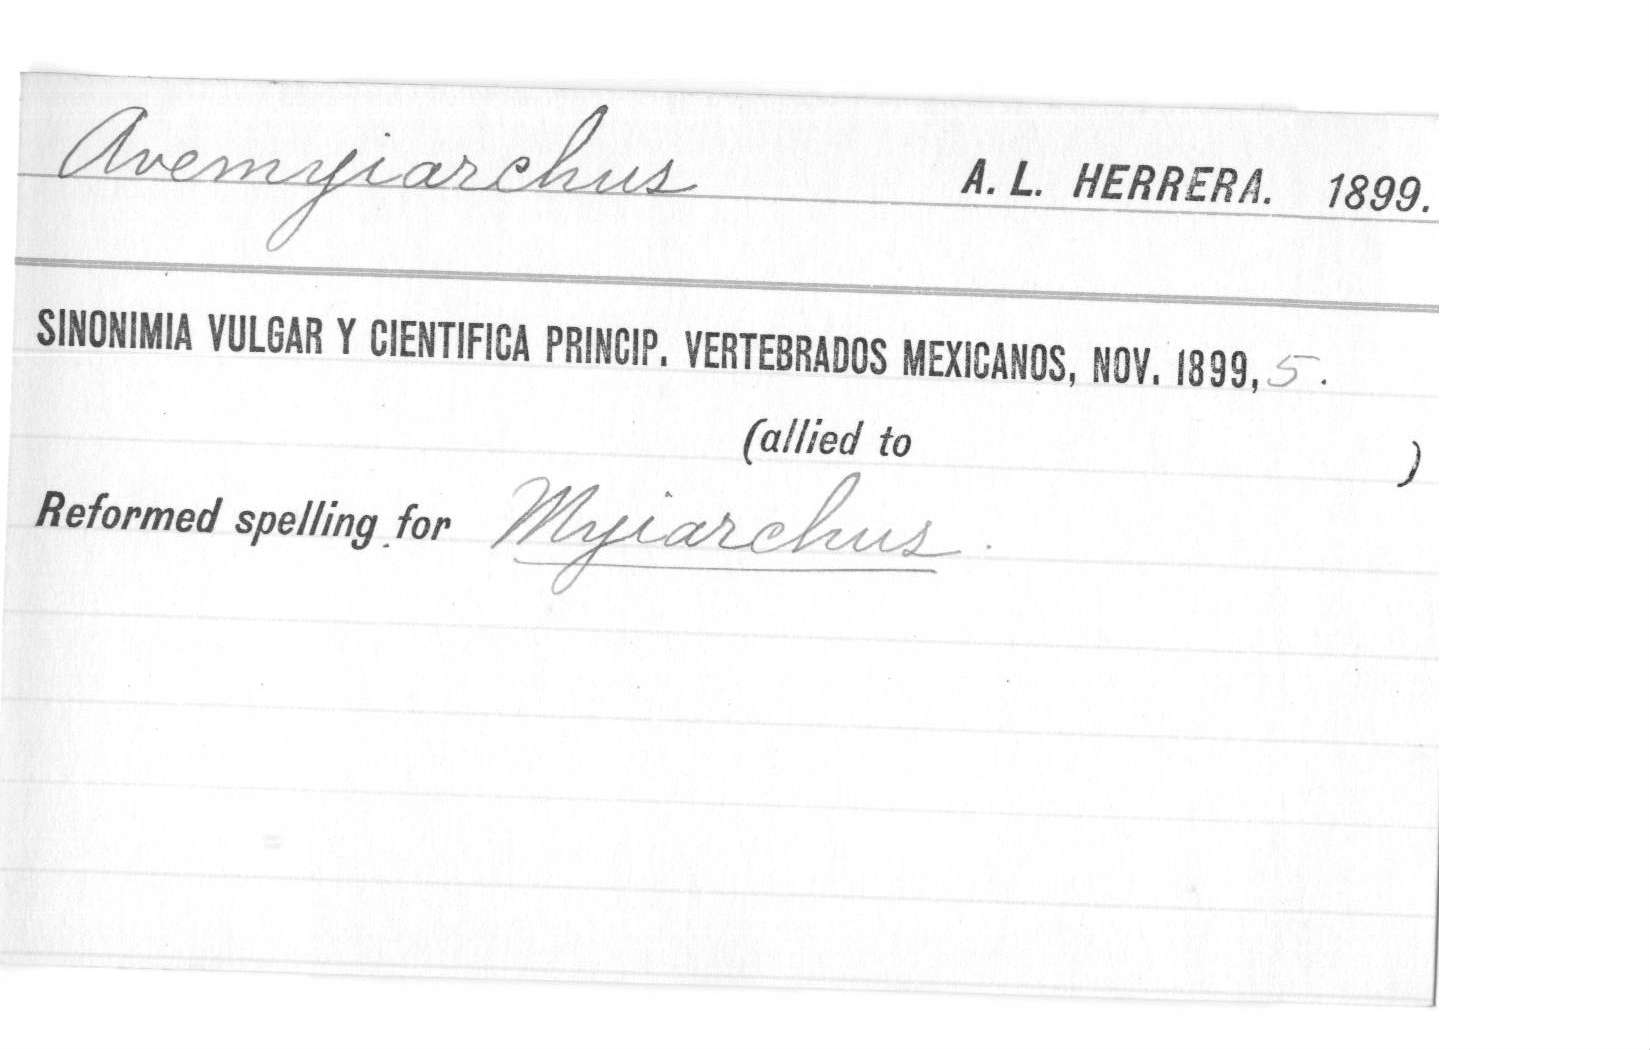 Avemyiarchus A. L. HERRERA. 1899.
SINONIMIA VULGAR Y CIENTIFICA PRINCIP. VERTEBRADOS MEXICANOS, NOV. 1899, 5.
(allied to )
Reformed spelling for Myiarchus.